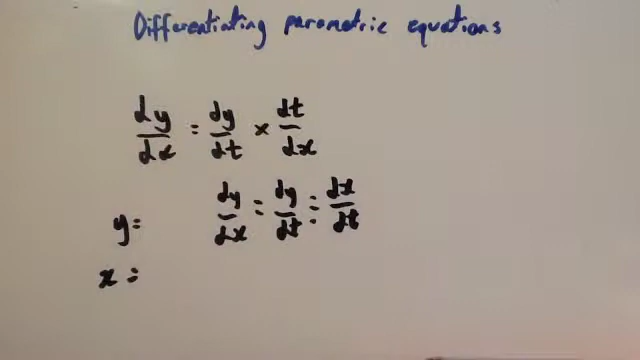 Differentiating parametric equations
dy/dx = dy/dt × dt/dx
dy/dx = dy/dt ÷ dx/dt
y =
x =